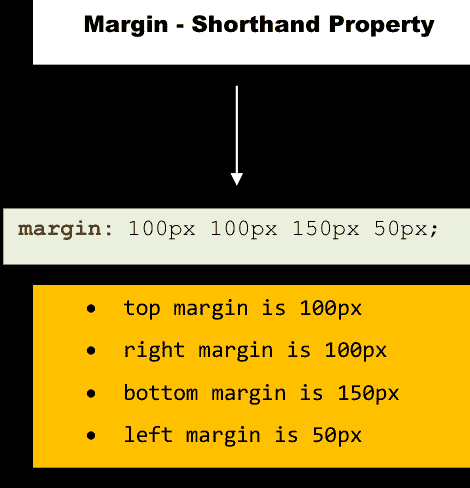 Margin - Shorthand Property
margin: 100px 100px 150px 50px;
• top margin is 100px
• right margin is 100px
• bottom margin is 150px
• left margin is 50px